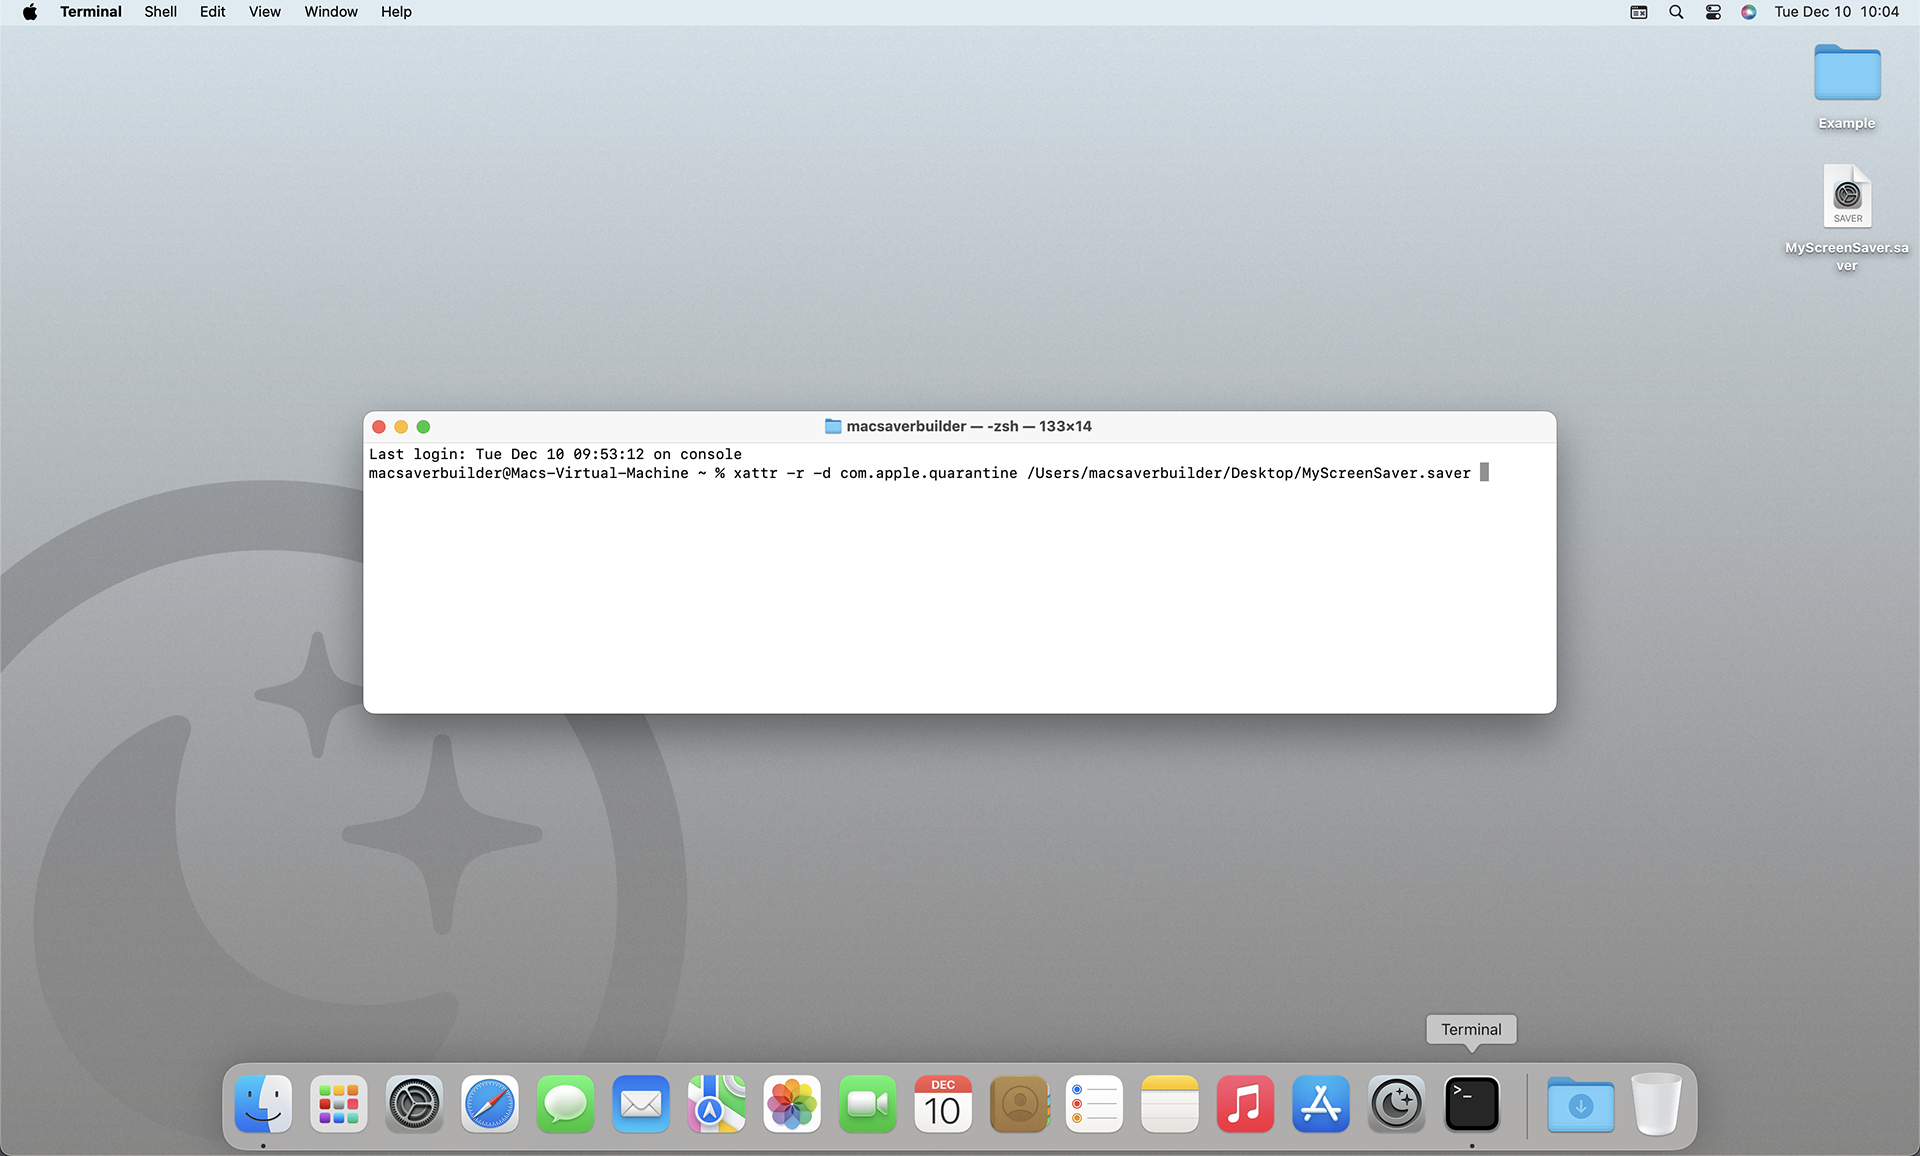 Terminal Shell Edit View Window Help Tue Dec 10 10:04
Example
SAVER
MyScreenSaver.sa
ver
macsaverbuilder — -zsh — 133×14
Last login: Tue Dec 10 09:53:12 on console
macsaverbuilder@Macs-Virtual-Machine ~ % xattr -r -d com.apple.quarantine /Users/macsaverbuilder/Desktop/MyScreenSaver.saver
Terminal
DEC
10
>_